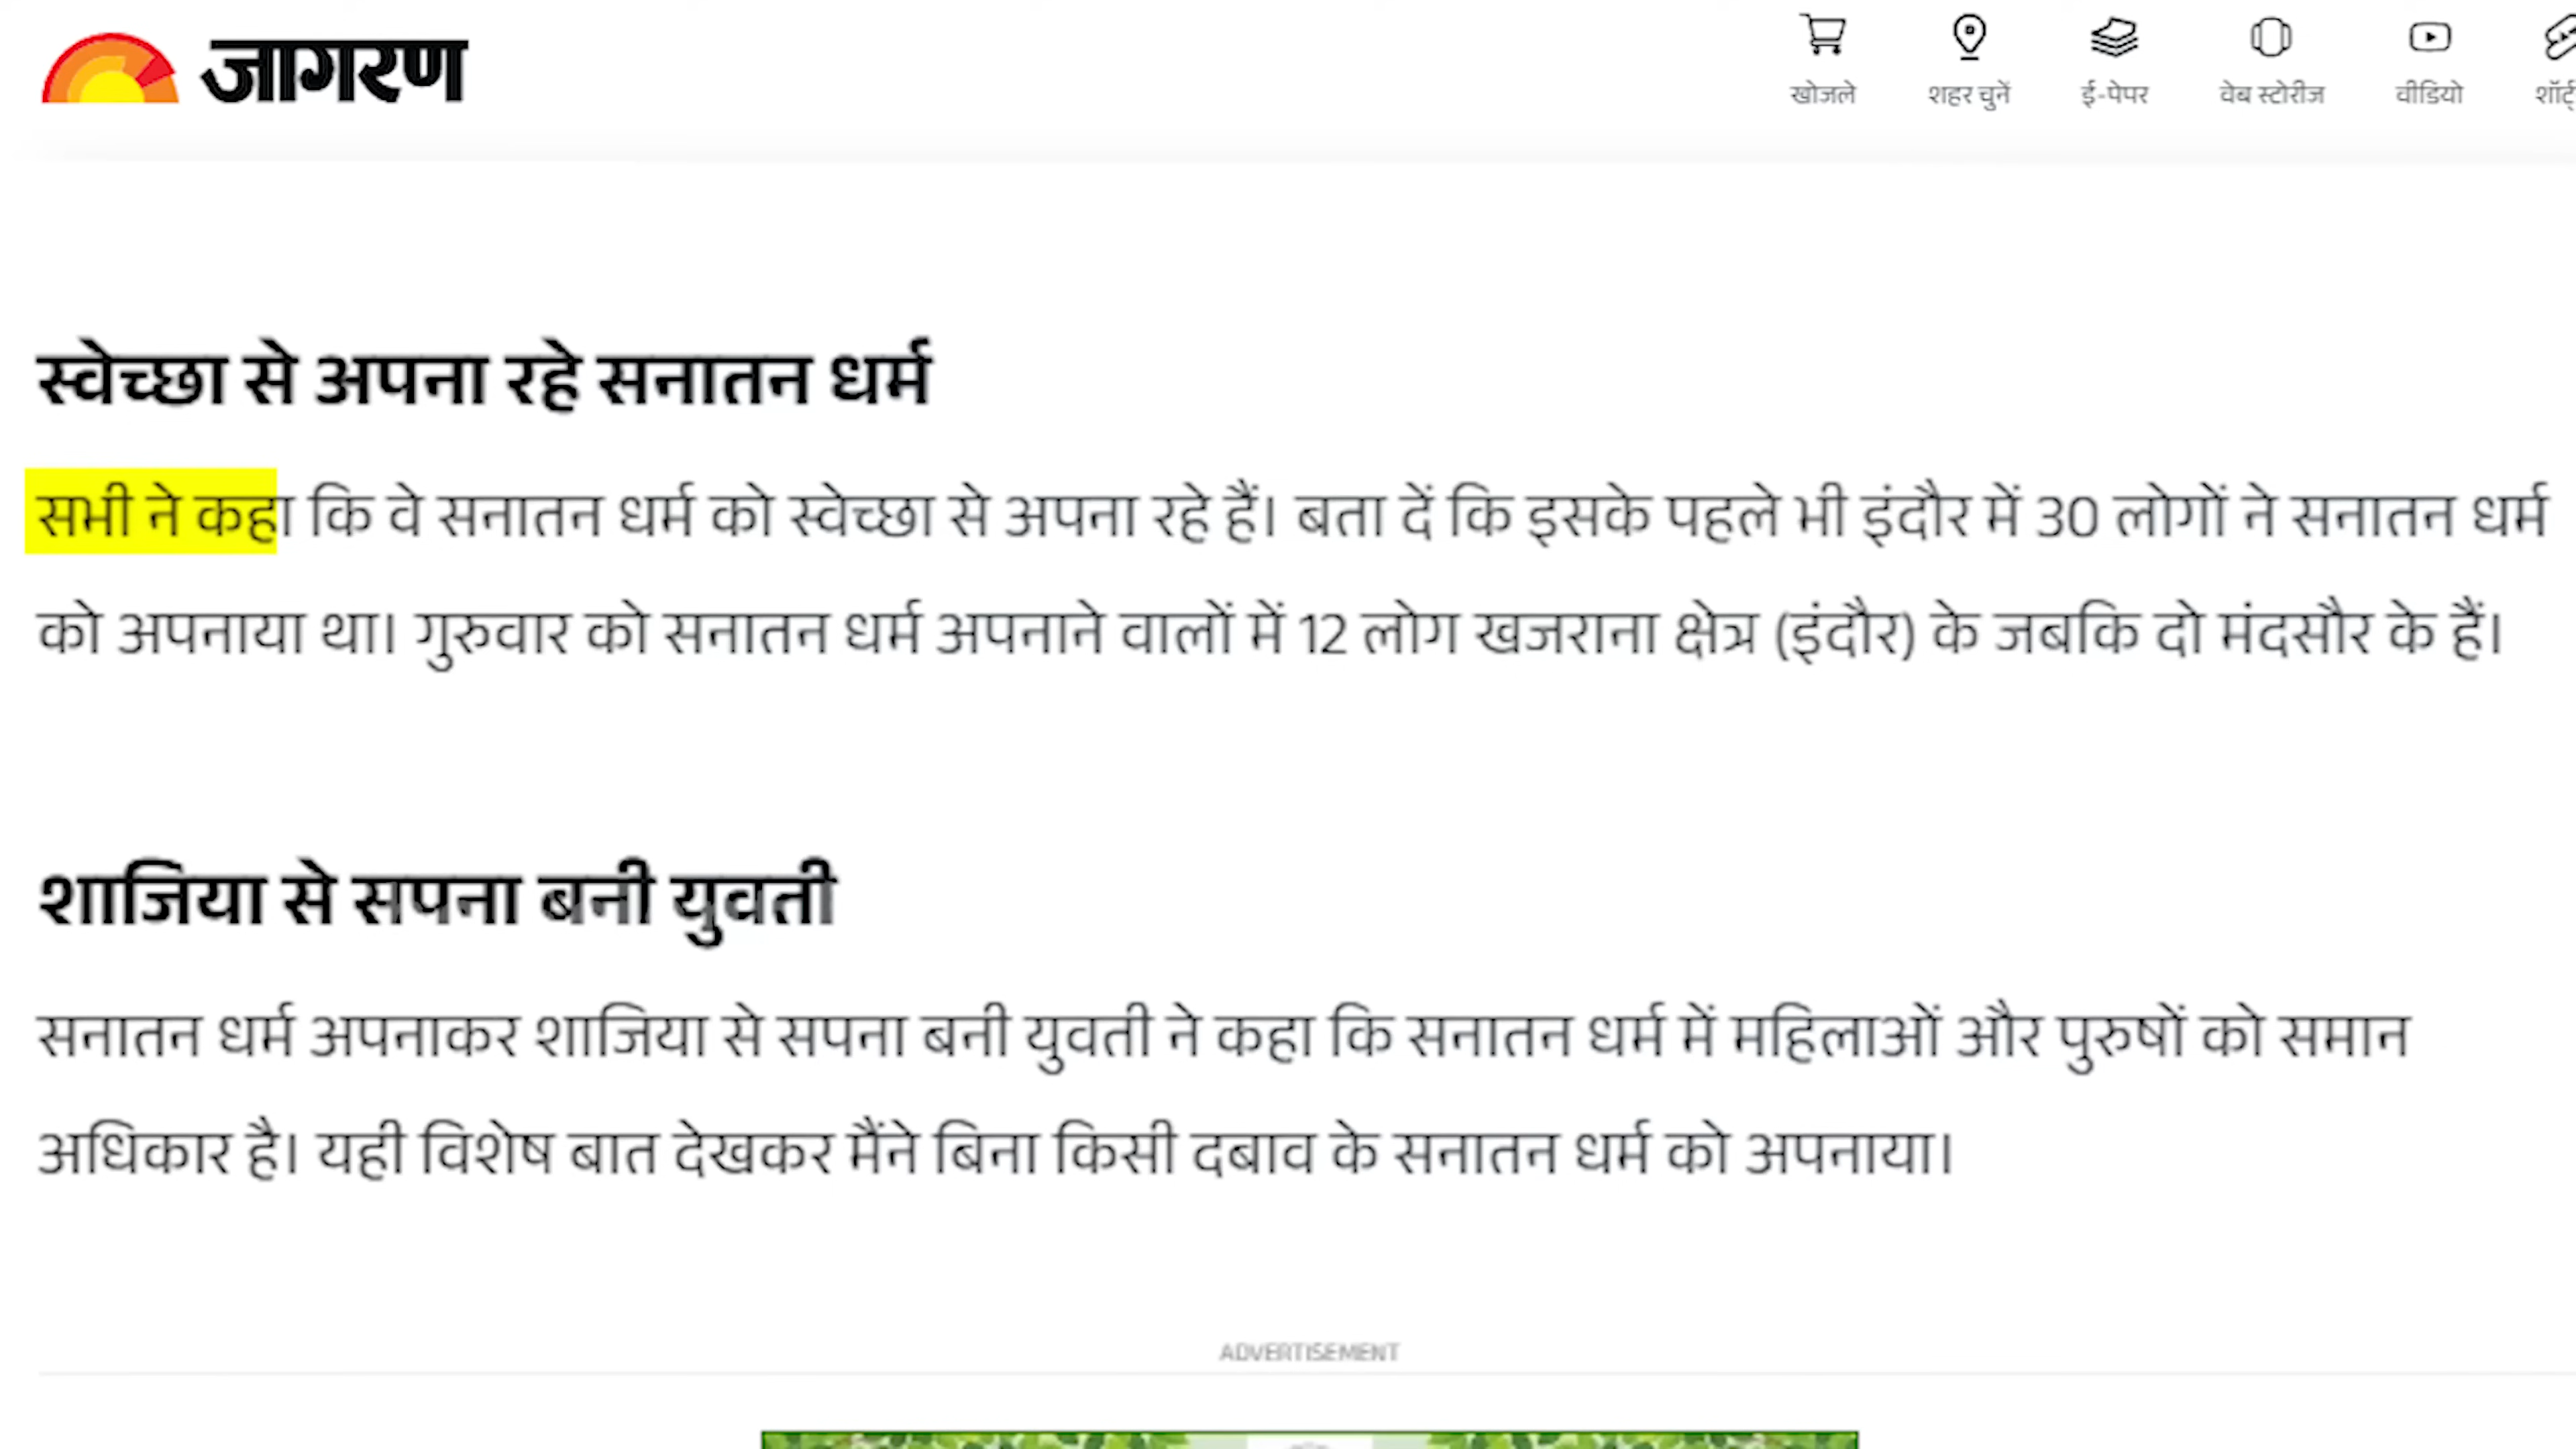 जागरण
खोजले शहर चुनें ई-पेपर वेब स्टोरीज वीडियो
स्वेच्छा से अपना रहे सनातन धर्म
सभी ने कहा कि वे सनातन धर्म को स्वेच्छा से अपना रहे हैं। बता दें कि इसके पहले भी इंदौर में 30 लोगों ने सनातन धर्म
को अपनाया था। गुरुवार को सनातन धर्म अपनाने वालों में 12 लोग खजराना क्षेत्र (इंदौर) के जबकि दो मंदसौर के हैं।
शाजिया से सपना बनी युवती
सनातन धर्म अपनाकर शाजिया से सपना बनी युवती ने कहा कि सनातन धर्म में महिलाओं और पुरुषों को समान
अधिकार है। यही विशेष बात देखकर मैंने बिना किसी दबाव के सनातन धर्म को अपनाया।
ADVERTISEMENT